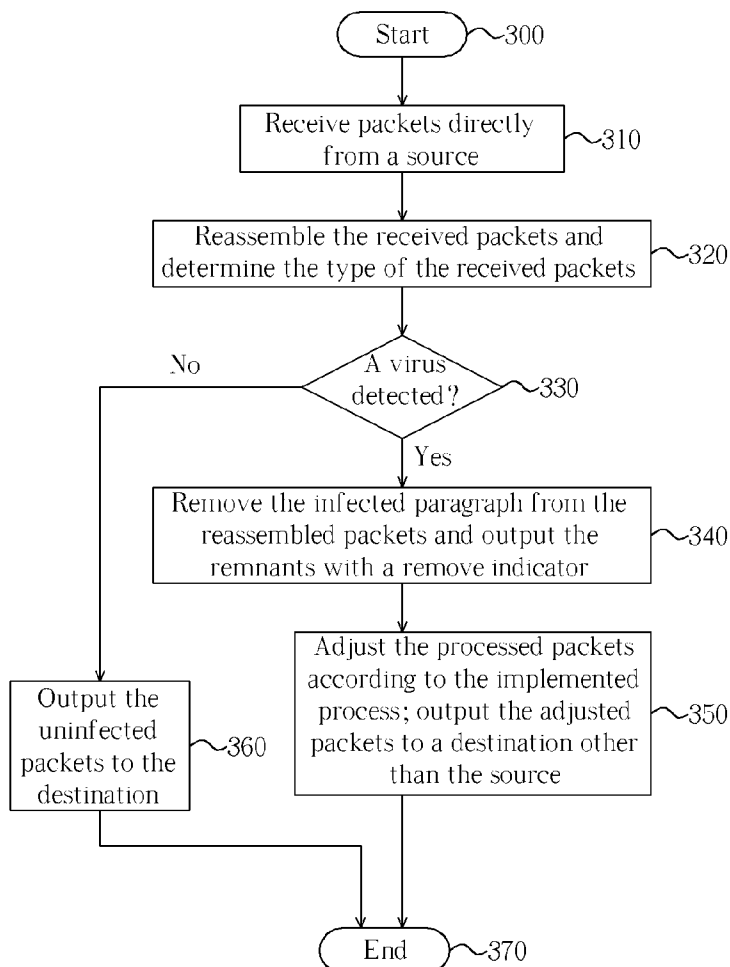 Start
300
Receive packets directly
from a source
310
Reassemble the received packets and
determine the type of the received packets
320
A virus
detected?
330
No
Yes
Remove the infected paragraph from the
reassembled packets and output the
remnants with a remove indicator
340
Adjust the processed packets
according to the implemented
process; output the adjusted
packets to a destination other
than the source
350
Output the
uninfected
packets to the
destination
360
End
370